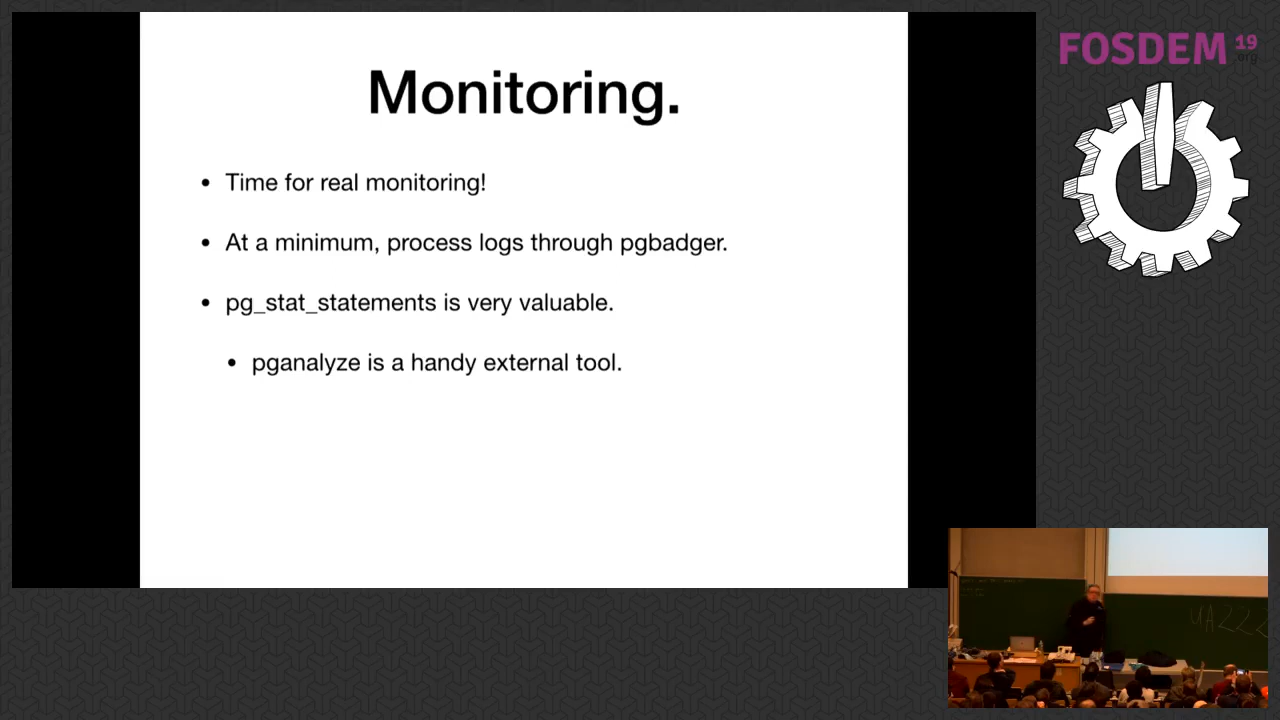 Monitoring.
• Time for real monitoring!
• At a minimum, process logs through pgbadger.
• pg_stat_statements is very valuable.
• pganalyze is a handy external tool.
FOSDEM 19
.org